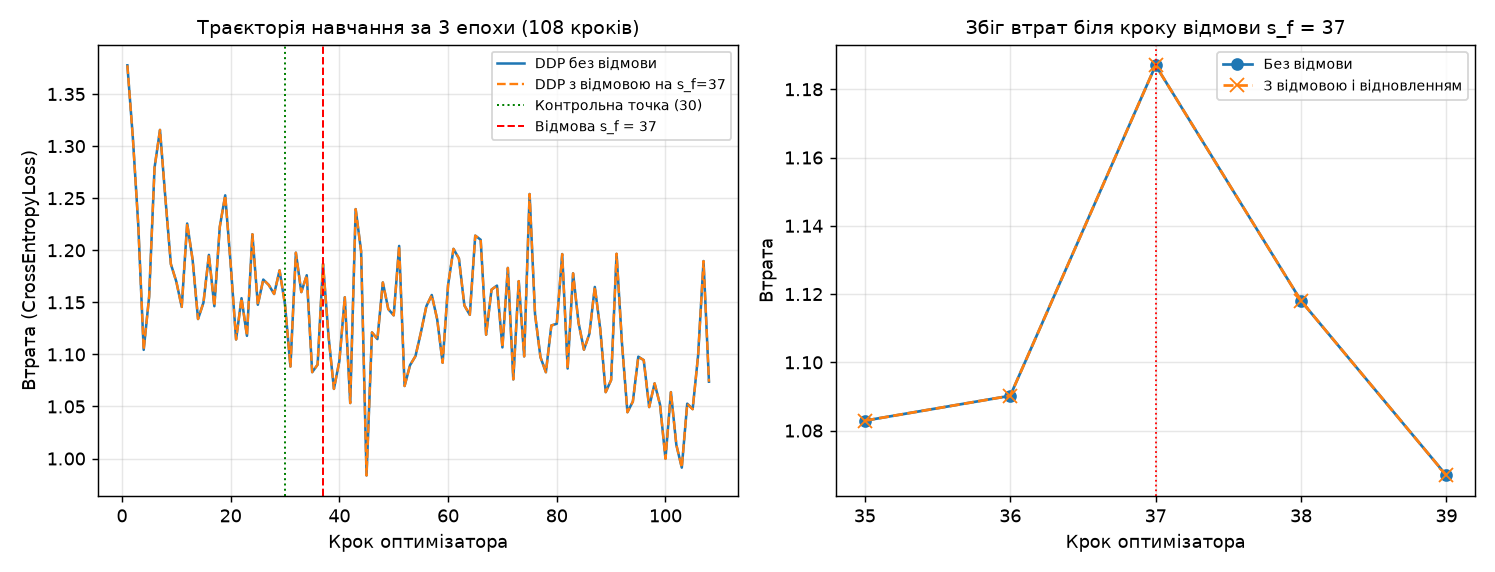 Траєкторія навчання за 3 епохи (108 кроків)
DDP без відмови
DDP з відмовою на s_f=37
Контрольна точка (30)
Відмова s_f = 37
Втрата (CrossEntropyLoss)
1.35
1.30
1.25
1.20
1.15
1.10
1.05
1.00
0 20 40 60 80 100
Крок оптимізатора
Збіг втрат біля кроку відмови s_f = 37
Без відмови
З відмовою і відновленням
Втрата
1.18
1.16
1.14
1.12
1.10
1.08
35 36 37 38 39
Крок оптимізатора